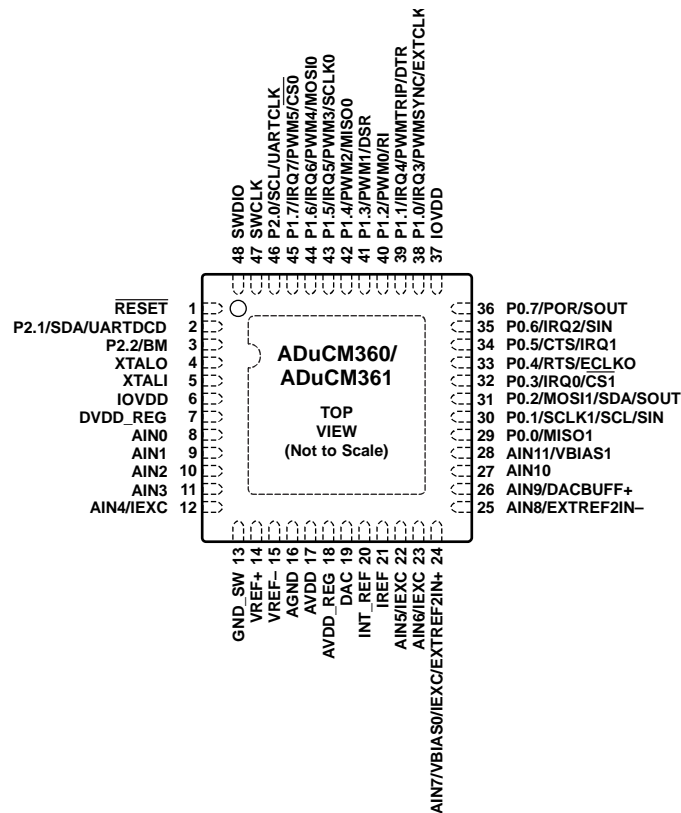 48 SWDIO
47 SWCLK
46 P2.0/SCL/UARTCLK
45 P1.7/IRQ7/PWM5/CS0
44 P1.6/IRQ6/PWM4/MOSI0
43 P1.5/IRQ5/PWM3/SCLK0
42 P1.4/PWM2/MISO0
41 P1.3/PWM1/DSR
40 P1.2/PWM0/RI
39 P1.1/IRQ4/PWMTRIP/DTR
38 P1.0/IRQ3/PWMSYNC/EXTCLK
37 IOVDD
RESET 1
P2.1/SDA/UARTDCD 2
P2.2/BM 3
XTALO 4
XTALI 5
IOVDD 6
DVDD_REG 7
AIN0 8
AIN1 9
AIN2 10
AIN3 11
AIN4/IEXC 12
ADuCM360/
ADuCM361
TOP
VIEW
(Not to Scale)
36 P0.7/POR/SOUT
35 P0.6/IRQ2/SIN
34 P0.5/CTS/IRQ1
33 P0.4/RTS/ECLKO
32 P0.3/IRQ0/CS1
31 P0.2/MOSI1/SDA/SOUT
30 P0.1/SCLK1/SCL/SIN
29 P0.0/MISO1
28 AIN11/VBIAS1
27 AIN10
26 AIN9/DACBUFF+
25 AIN8/EXTREF2IN–
GND_SW 13
VREF+ 14
VREF– 15
AGND 16
AVDD 17
AVDD_REG 18
DAC 19
INT_REF 20
IREF 21
AIN5/IEXC 22
AIN6/IEXC 23
AIN7/VBIAS0/IEXC/EXTREF2IN+ 24